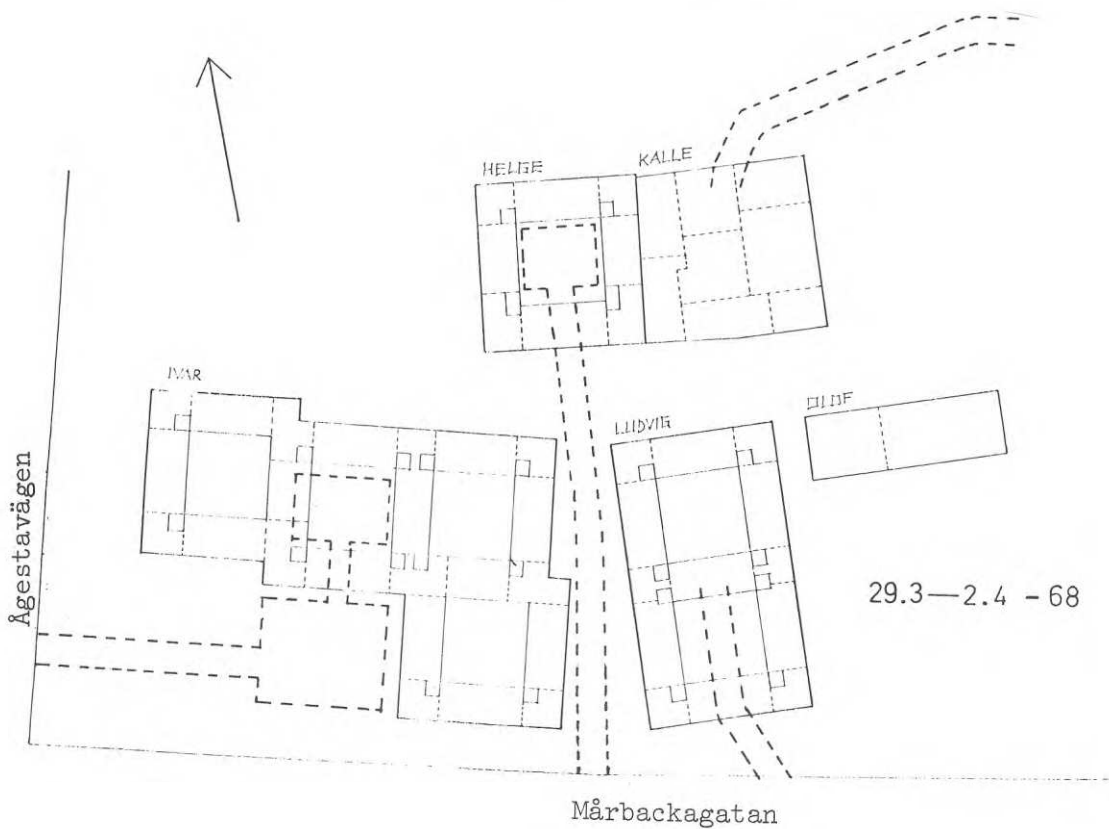 HELGE
KALLE
IVAR
LUDVIG
OLOF
Ågestavägen
29.3—2.4 -68
Mårbackagatan